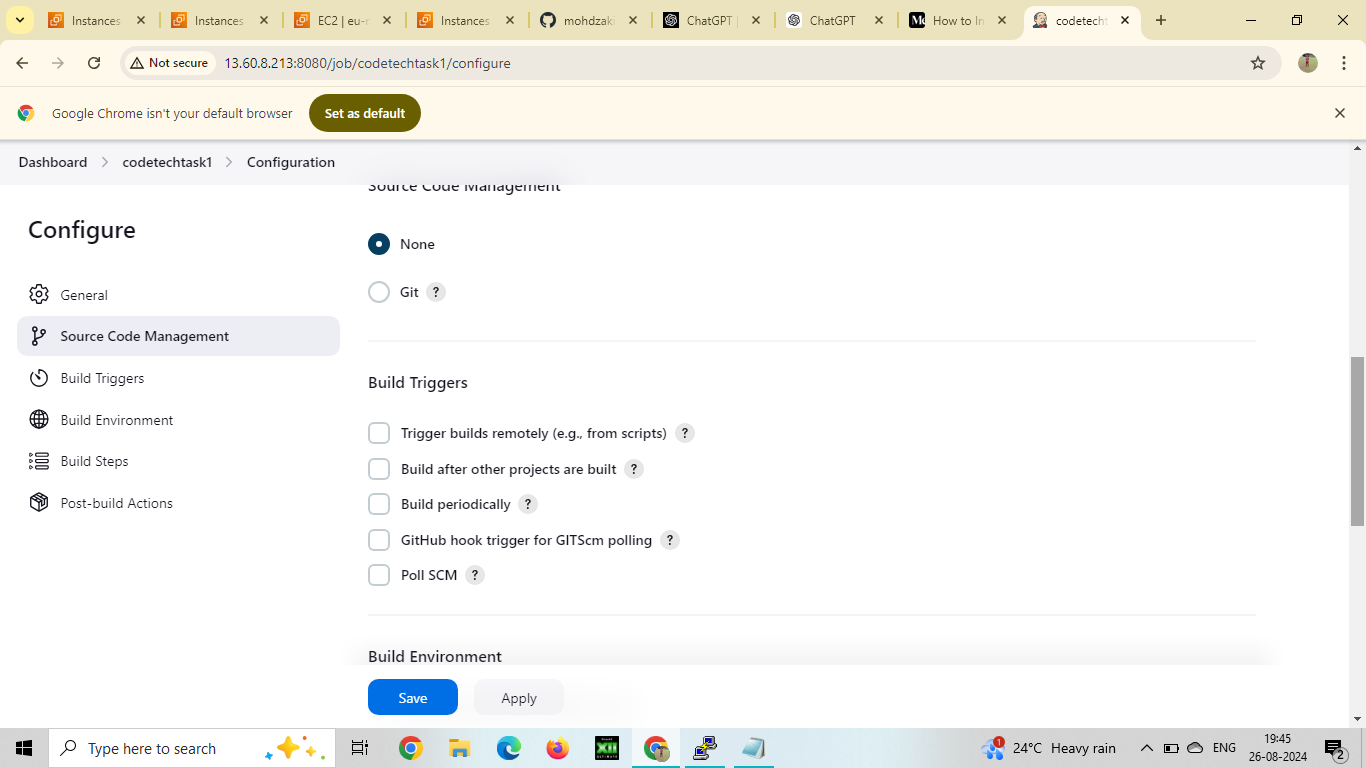 Instances
Instances
EC2 | eu-n
Instances
mohdzaki
ChatGPT |
ChatGPT
How to In
codetecht
Not secure
13.60.8.213:8080/job/codetechtask1/configure
Google Chrome isn't your default browser
Set as default
Dashboard
codetechtask1
Configuration
Source Code Management
Configure
None
Git ?
General
Source Code Management
Build Triggers
Build Environment
Build Steps
Post-build Actions
Build Triggers
Trigger builds remotely (e.g., from scripts) ?
Build after other projects are built ?
Build periodically ?
GitHub hook trigger for GITScm polling ?
Poll SCM ?
Build Environment
Save
Apply
Type here to search
XII
1
24°C Heavy rain
ENG
19:45
26-08-2024
2